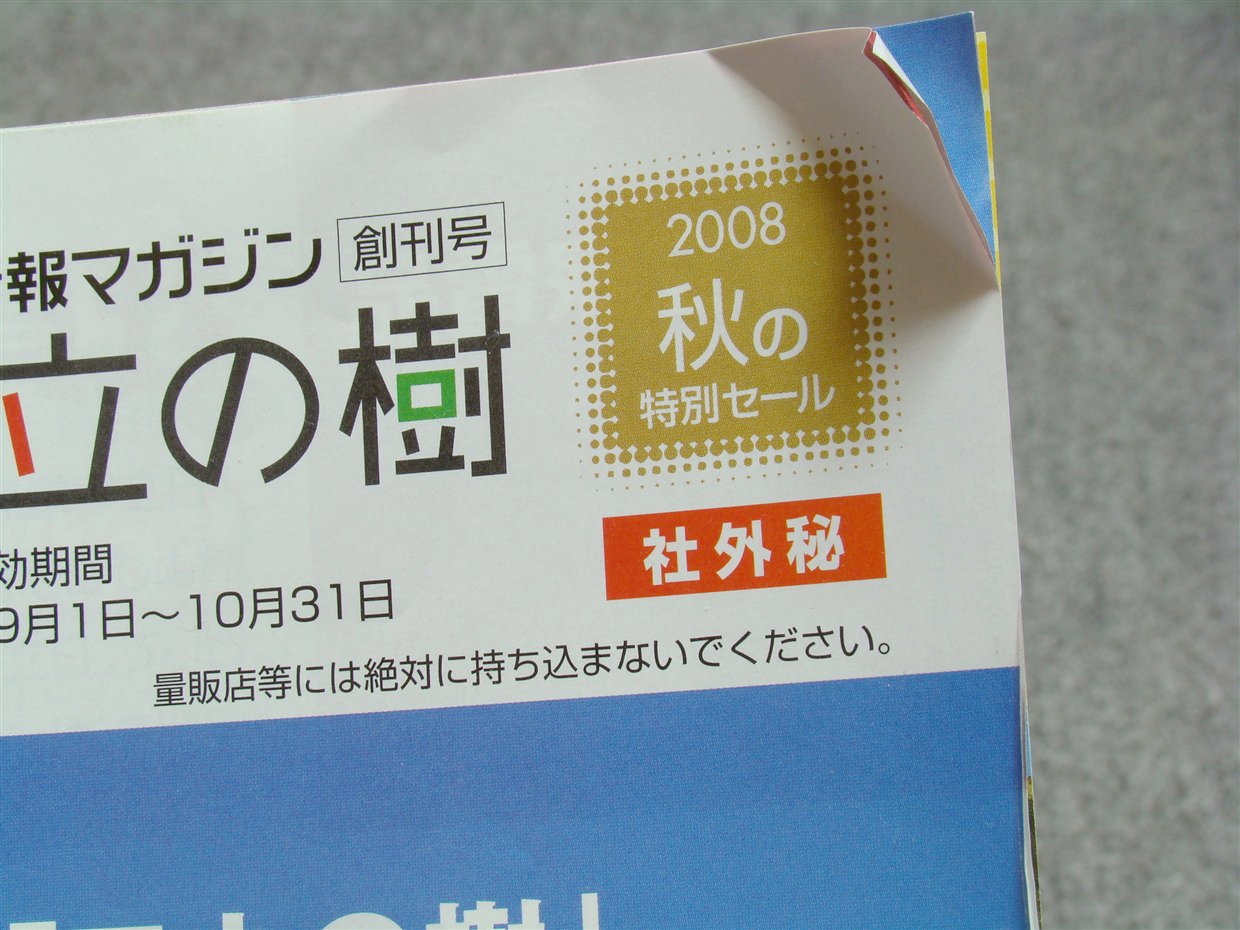 報マガジン 創刊号
立の樹
2008
秋の
特別セール
社外秘
効期間
9月1日～10月31日
量販店等には絶対に持ち込まないでください。